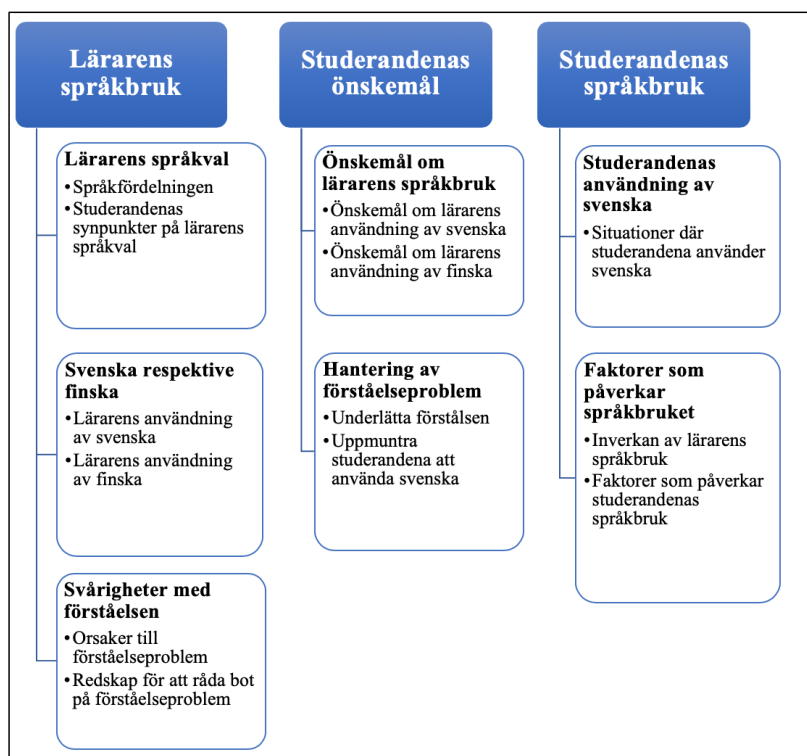 Lärarens
språkbruk
Lärarens språkval
•Språkfördelningen
•Studerandenas
synpunkter på lärarens
språkval
Svenska respektive
finska
•Lärarens användning
av svenska
•Lärarens användning
av finska
Svårigheter med
förståelsen
•Orsaker till
förståelseproblem
•Redskap för att råda bot
på förståelseproblem
Studerandenas
önskemål
Önskemål om
lärarens språkbruk
•Önskemål om lärarens
användning av svenska
•Önskemål om lärarens
användning av finska
Hantering av
förståelseproblem
•Underlätta förstålsen
•Uppmuntra
studerandena att
använda svenska
Studerandenas
språkbruk
Studerandenas
användning av
svenska
•Situationer där
studerandena använder
svenska
Faktorer som
påverkar
språkbruket
•Inverkan av lärarens
språkbruk
•Faktorer som påverkar
studerandenas
språkbruk